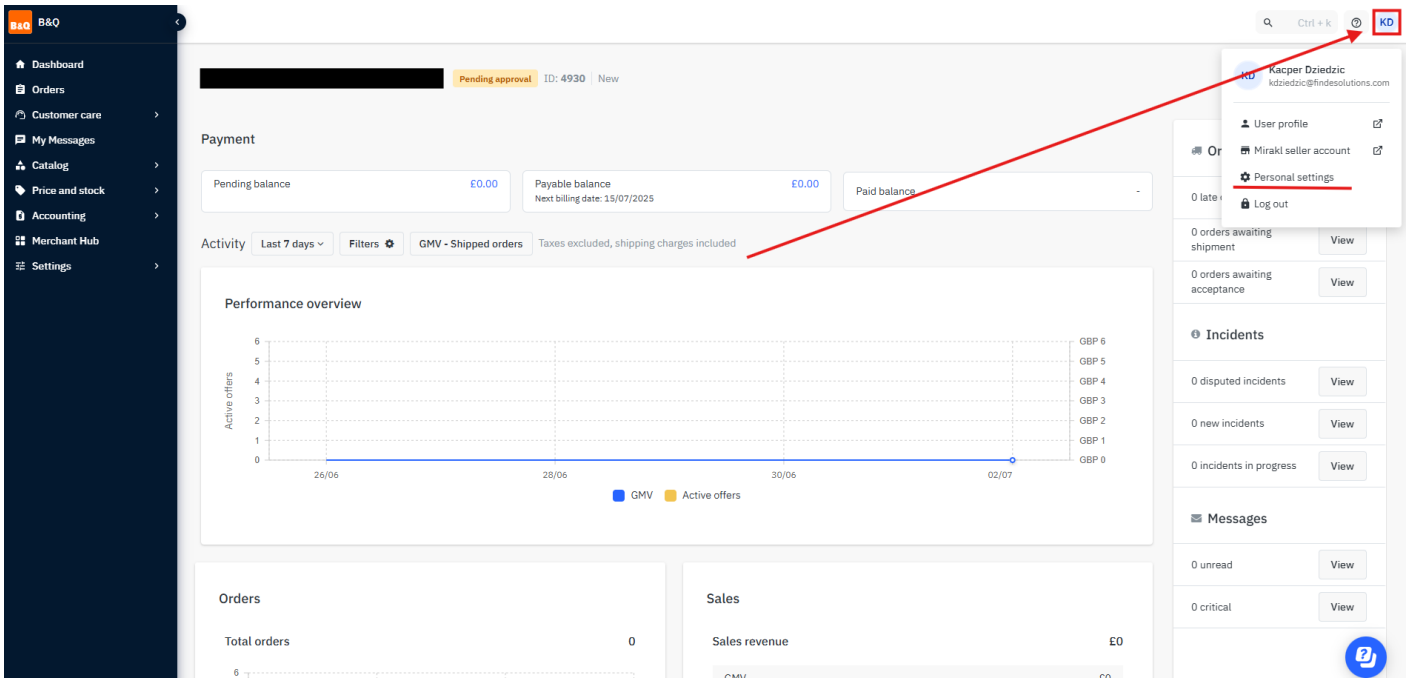 B&Q
B&Q
Ctrl + k
KD
Dashboard
Orders
Customer care
My Messages
Catalog
Price and stock
Accounting
Merchant Hub
Settings
Pending approval ID: 4930 New
KD
Kacper Dziedzic
kdziedzic@findesolutions.com
User profile
Mirakl seller account
Personal settings
Log out
Payment
Pending balance £0.00
Payable balance £0.00
Next billing date: 15/07/2025
Paid balance -
Activity Last 7 days Filters GMV - Shipped orders Taxes excluded, shipping charges included
Performance overview
Active offers
6 GBP 6
5 GBP 5
4 GBP 4
3 GBP 3
2 GBP 2
1 GBP 1
0 GBP 0
26/06 28/06 30/06 02/07
GMV Active offers
Orders
Total orders 0
6
Sales
Sales revenue £0
GMV £0
Or
0 late
0 orders awaiting
shipment
View
0 orders awaiting
acceptance
View
Incidents
0 disputed incidents View
0 new incidents View
0 incidents in progress View
Messages
0 unread View
0 critical View